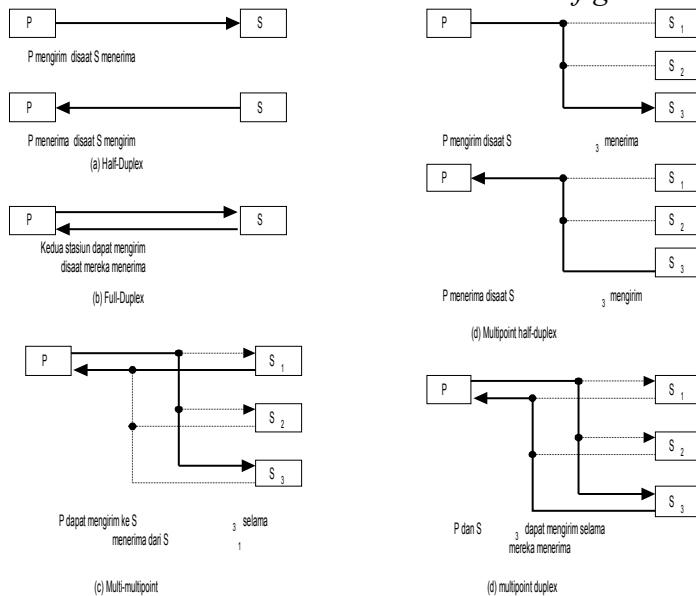 P S
P mengirim disaat S menerima
P S
P menerima disaat S mengirim
(a) Half-Duplex
P S
Kedua stasiun dapat mengirim
disaat mereka menerima
(b) Full-Duplex
P S 1
S 2
S 3
P dapat mengirim ke S 3 selama
menerima dari S 1
(c) Multi-multipoint
P S 1
S 2
S 3
P mengirim disaat S 3 menerima
P S 1
S 2
S 3
P menerima disaat S 3 mengirim
(d) Multipoint half-duplex
P S 1
S 2
S 3
P dan S 3 dapat mengirim selama
mereka menerima
(d) multipoint duplex